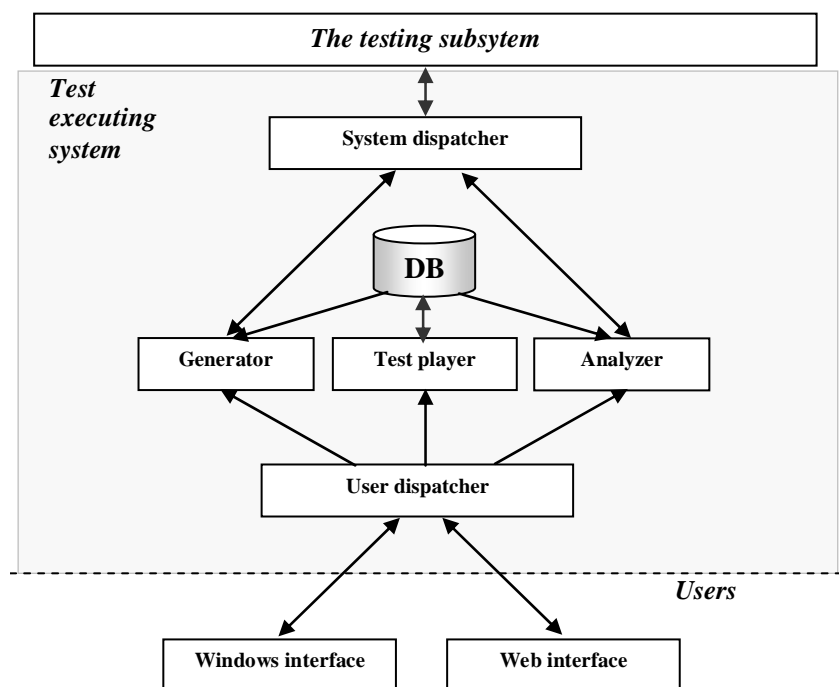 The testing subsytem
Test
executing
system
System dispatcher
DB
Generator
Test player
Analyzer
User dispatcher
Users
Windows interface
Web interface